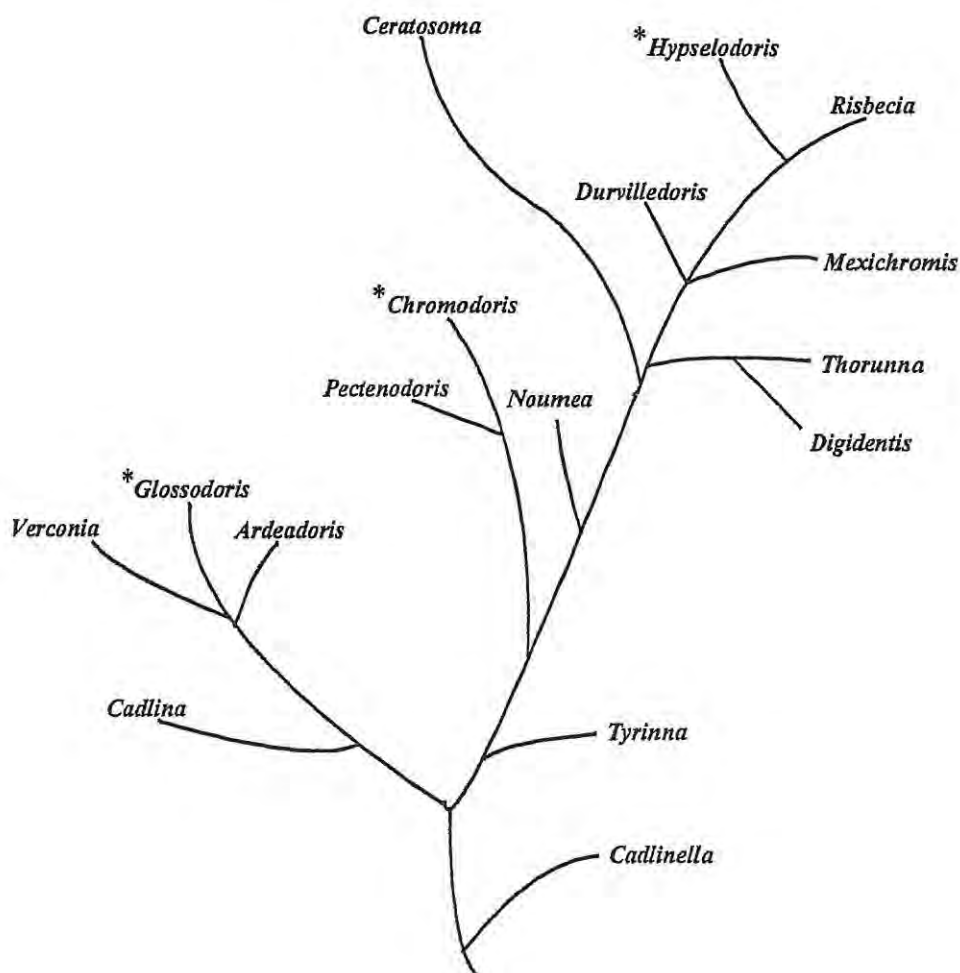 Ceratosoma
*Hypselodoris
Risbecia
Durvilledoris
Mexichromis
*Chromodoris
Thorunna
Pectenodoris
Noumea
Digidentis
*Glossodoris
Verconia
Ardeadoris
Cadlina
Tyrinna
Cadlinella